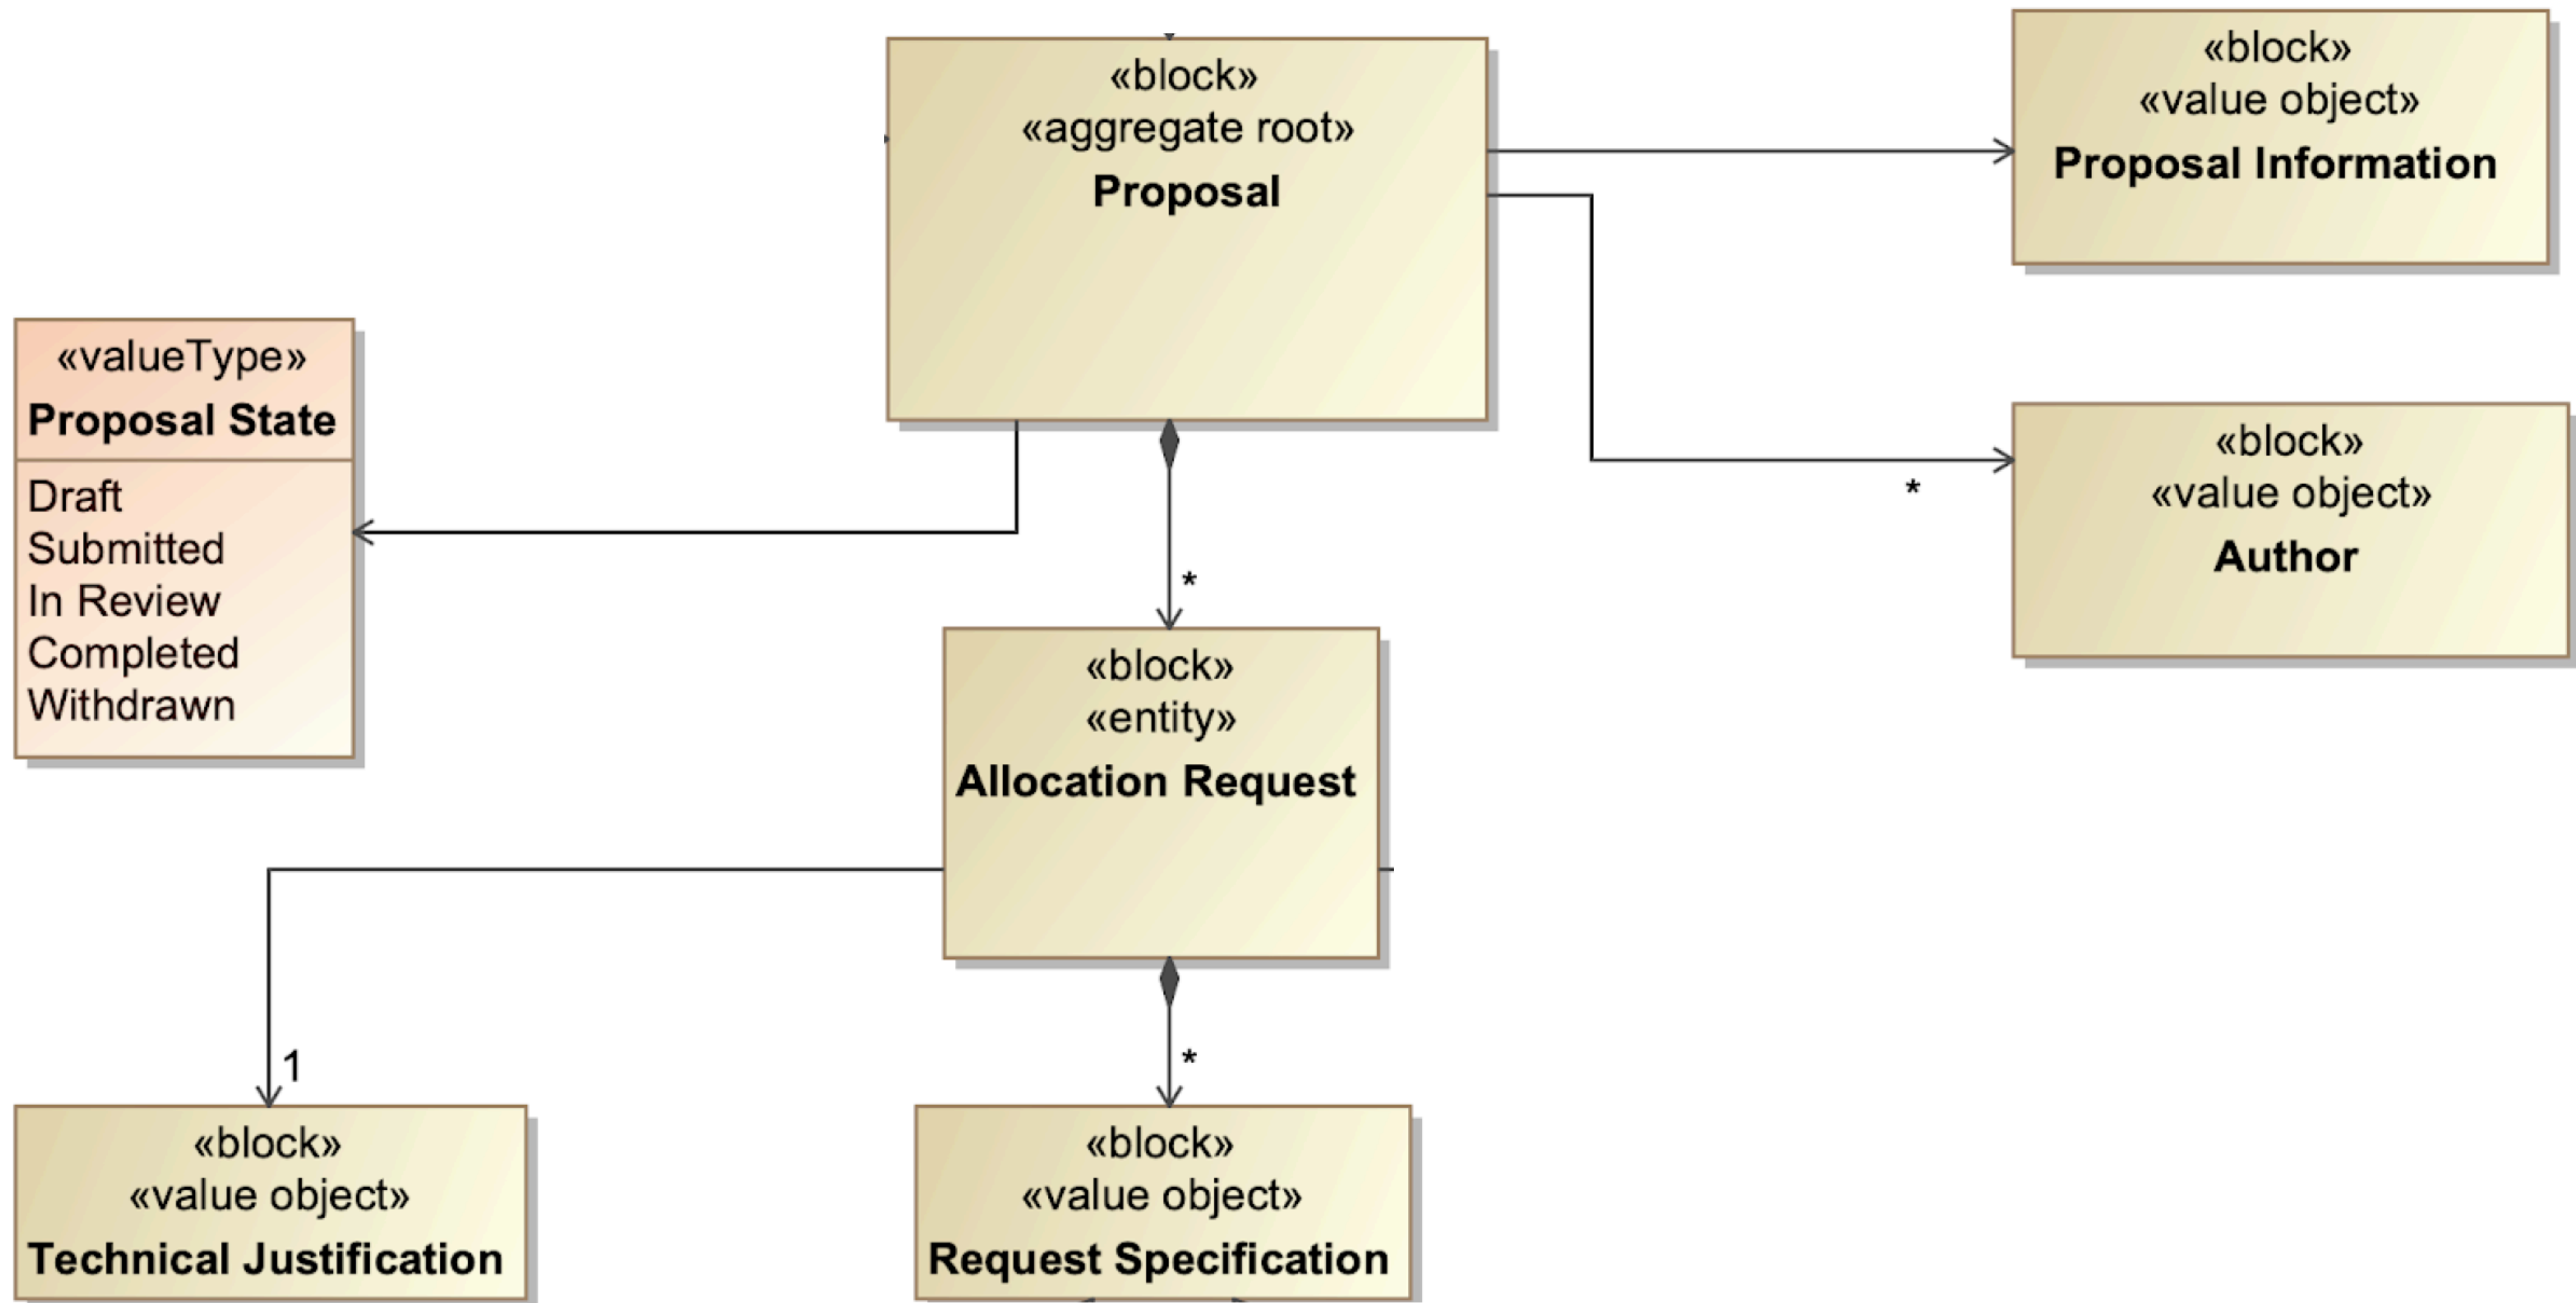 «block»
«aggregate root»
Proposal
«block»
«value object»
Proposal Information
«valueType»
Proposal State
Draft
Submitted
In Review
Completed
Withdrawn
*
«block»
«value object»
Author
*
«block»
«entity»
Allocation Request
1
*
«block»
«value object»
Technical Justification
«block»
«value object»
Request Specification